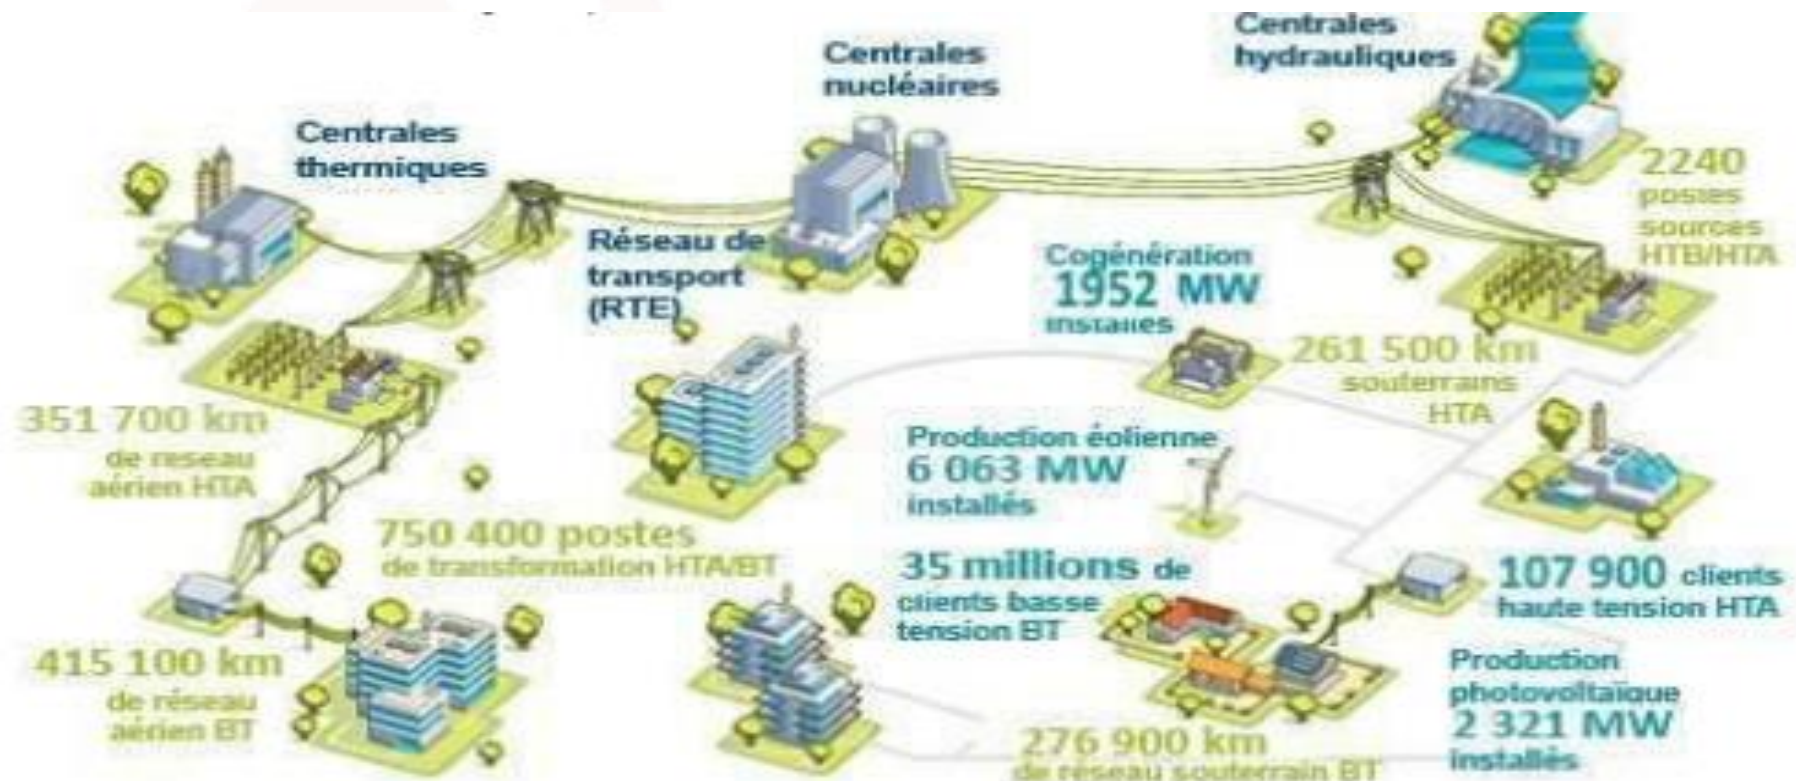 Centrales
nucléaires
Centrales
hydrauliques
Centrales
thermiques
2240
postes
sources
HTB/HTA
Réseau de
transport
(RTE)
Cogénération
1952 MW
installés
261 500 km
souterrains
HTA
351 700 km
de reseau
aérien HTA
Production éolienne
6 063 MW
installés
750 400 postes
de transformation HTA/BT
35 millions de
clients basse
tension BT
107 900 clients
haute tension HTA
415 100 km
de réseau
aérien BT
Production
photovoltaïque
2 321 MW
installés
276 900 km
de réseau souterrain BT